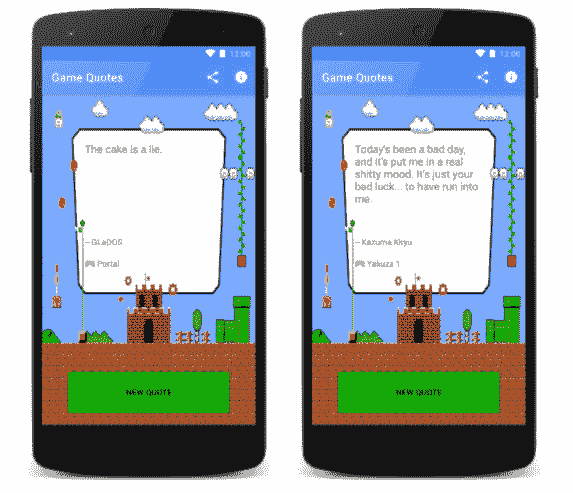 12:00
Game Quotes
The cake is a lie.
--GLaDOS
Portal
NEW QUOTE
12:00
Game Quotes
Today's been a bad day,
and it's put me in a real
shitty mood. It's just your
bad luck... to have run into
me.
--Kazuma Kiryu
Yakuza 1
NEW QUOTE